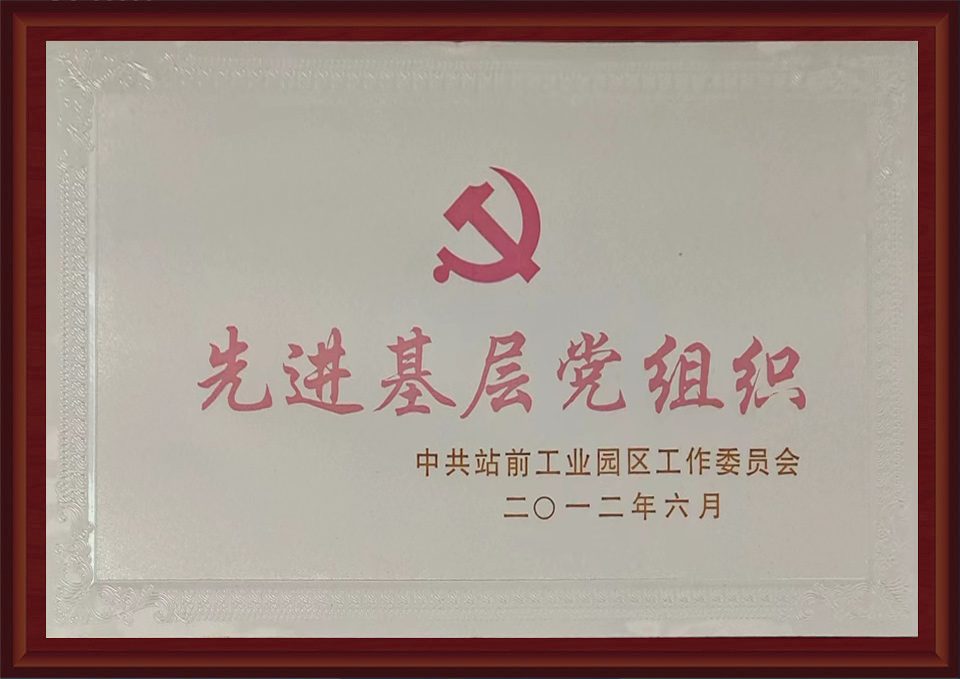 先进基层党组织
中共站前工业园区工作委员会
二〇一二年六月